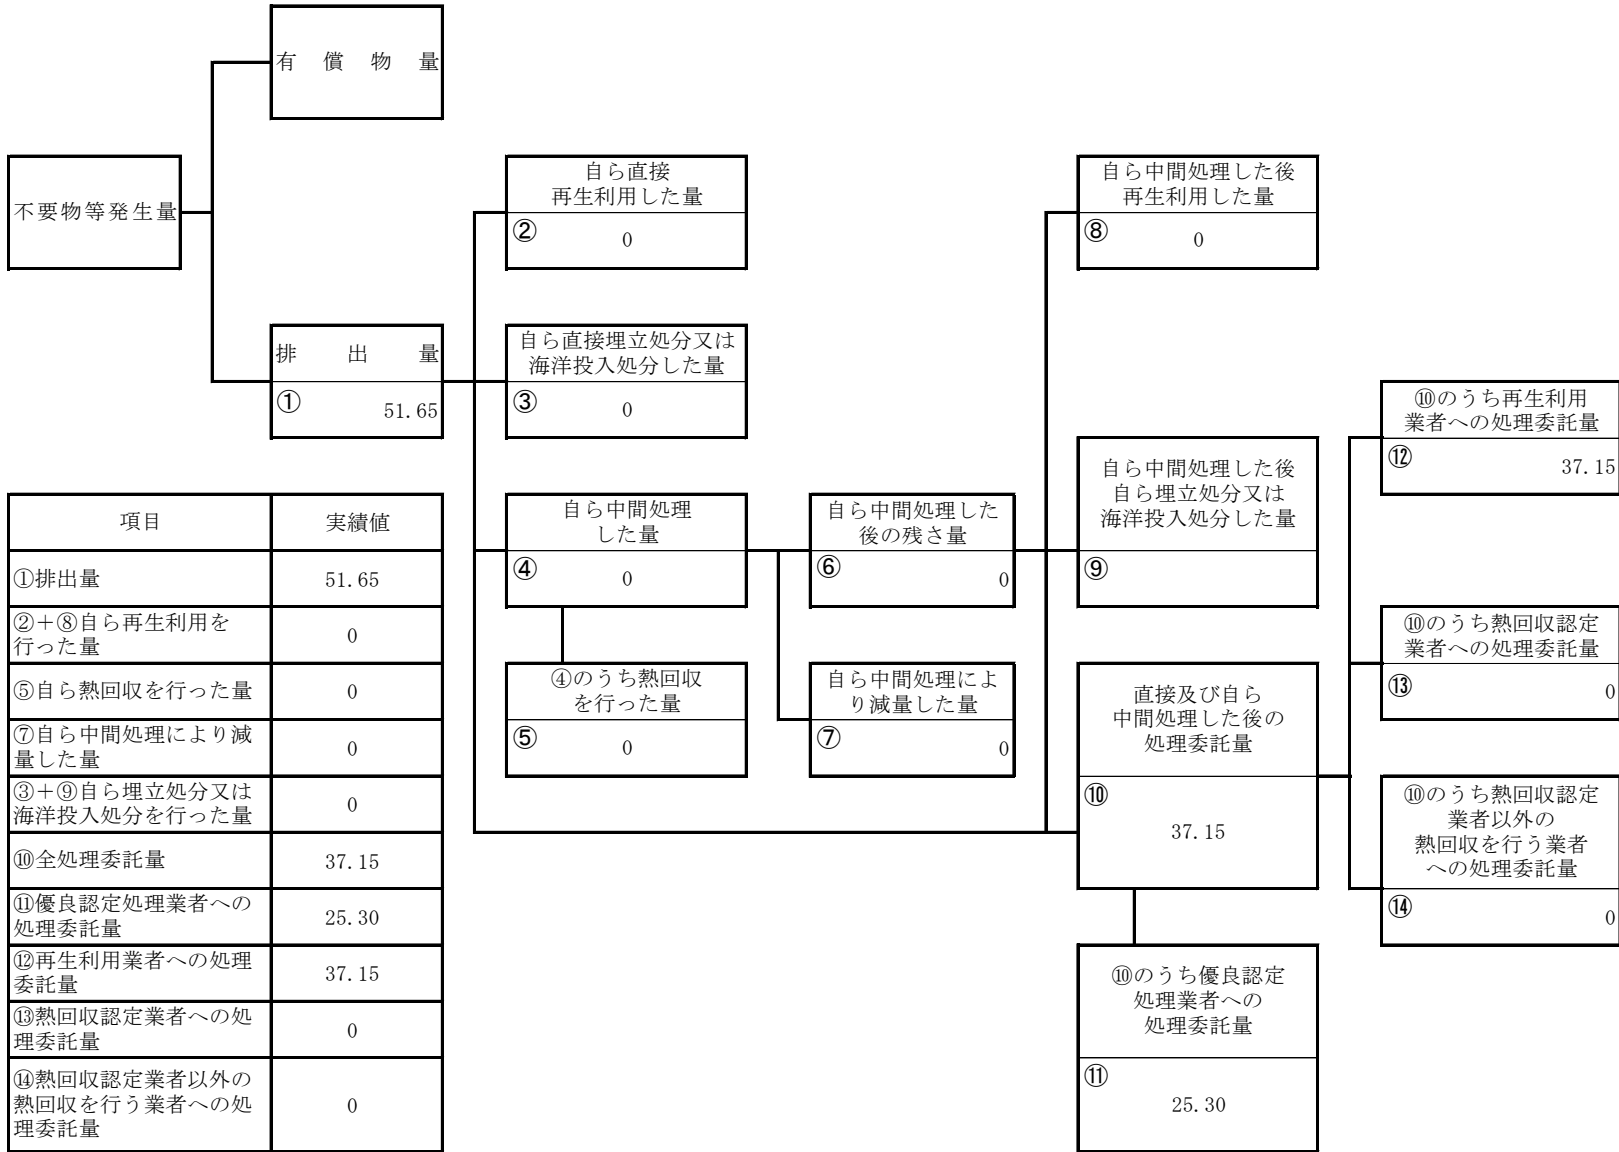 有償物量
不要物等発生量
排出量
① 51.65
自ら直接
再生利用した量
② 0
自ら直接埋立処分又は
海洋投入処分した量
③ 0
自ら中間処理
した量
④ 0
④のうち熱回収
を行った量
⑤ 0
自ら中間処理した
後の残さ量
⑥ 0
自ら中間処理によ
り減量した量
⑦ 0
自ら中間処理した後
再生利用した量
⑧ 0
自ら中間処理した後
自ら埋立処分又は
海洋投入処分した量
⑨
直接及び自ら
中間処理した後の
処理委託量
⑩
37.15
⑩のうち優良認定
処理業者への
処理委託量
⑪
25.30
⑩のうち再生利用
業者への処理委託量
⑫ 37.15
⑩のうち熱回収認定
業者への処理委託量
⑬ 0
⑩のうち熱回収認定
業者以外の
熱回収を行う業者
への処理委託量
⑭ 0
項目 実績値
①排出量 51.65
②＋⑧自ら再生利用を
行った量 0
⑤自ら熱回収を行った量 0
⑦自ら中間処理により減
量した量 0
③＋⑨自ら埋立処分又は
海洋投入処分を行った量 0
⑩全処理委託量 37.15
⑪優良認定処理業者への
処理委託量 25.30
⑫再生利用業者への処理
委託量 37.15
⑬熱回収認定業者への処
理委託量 0
⑭熱回収認定業者以外の
熱回収を行う業者への処 0
理委託量